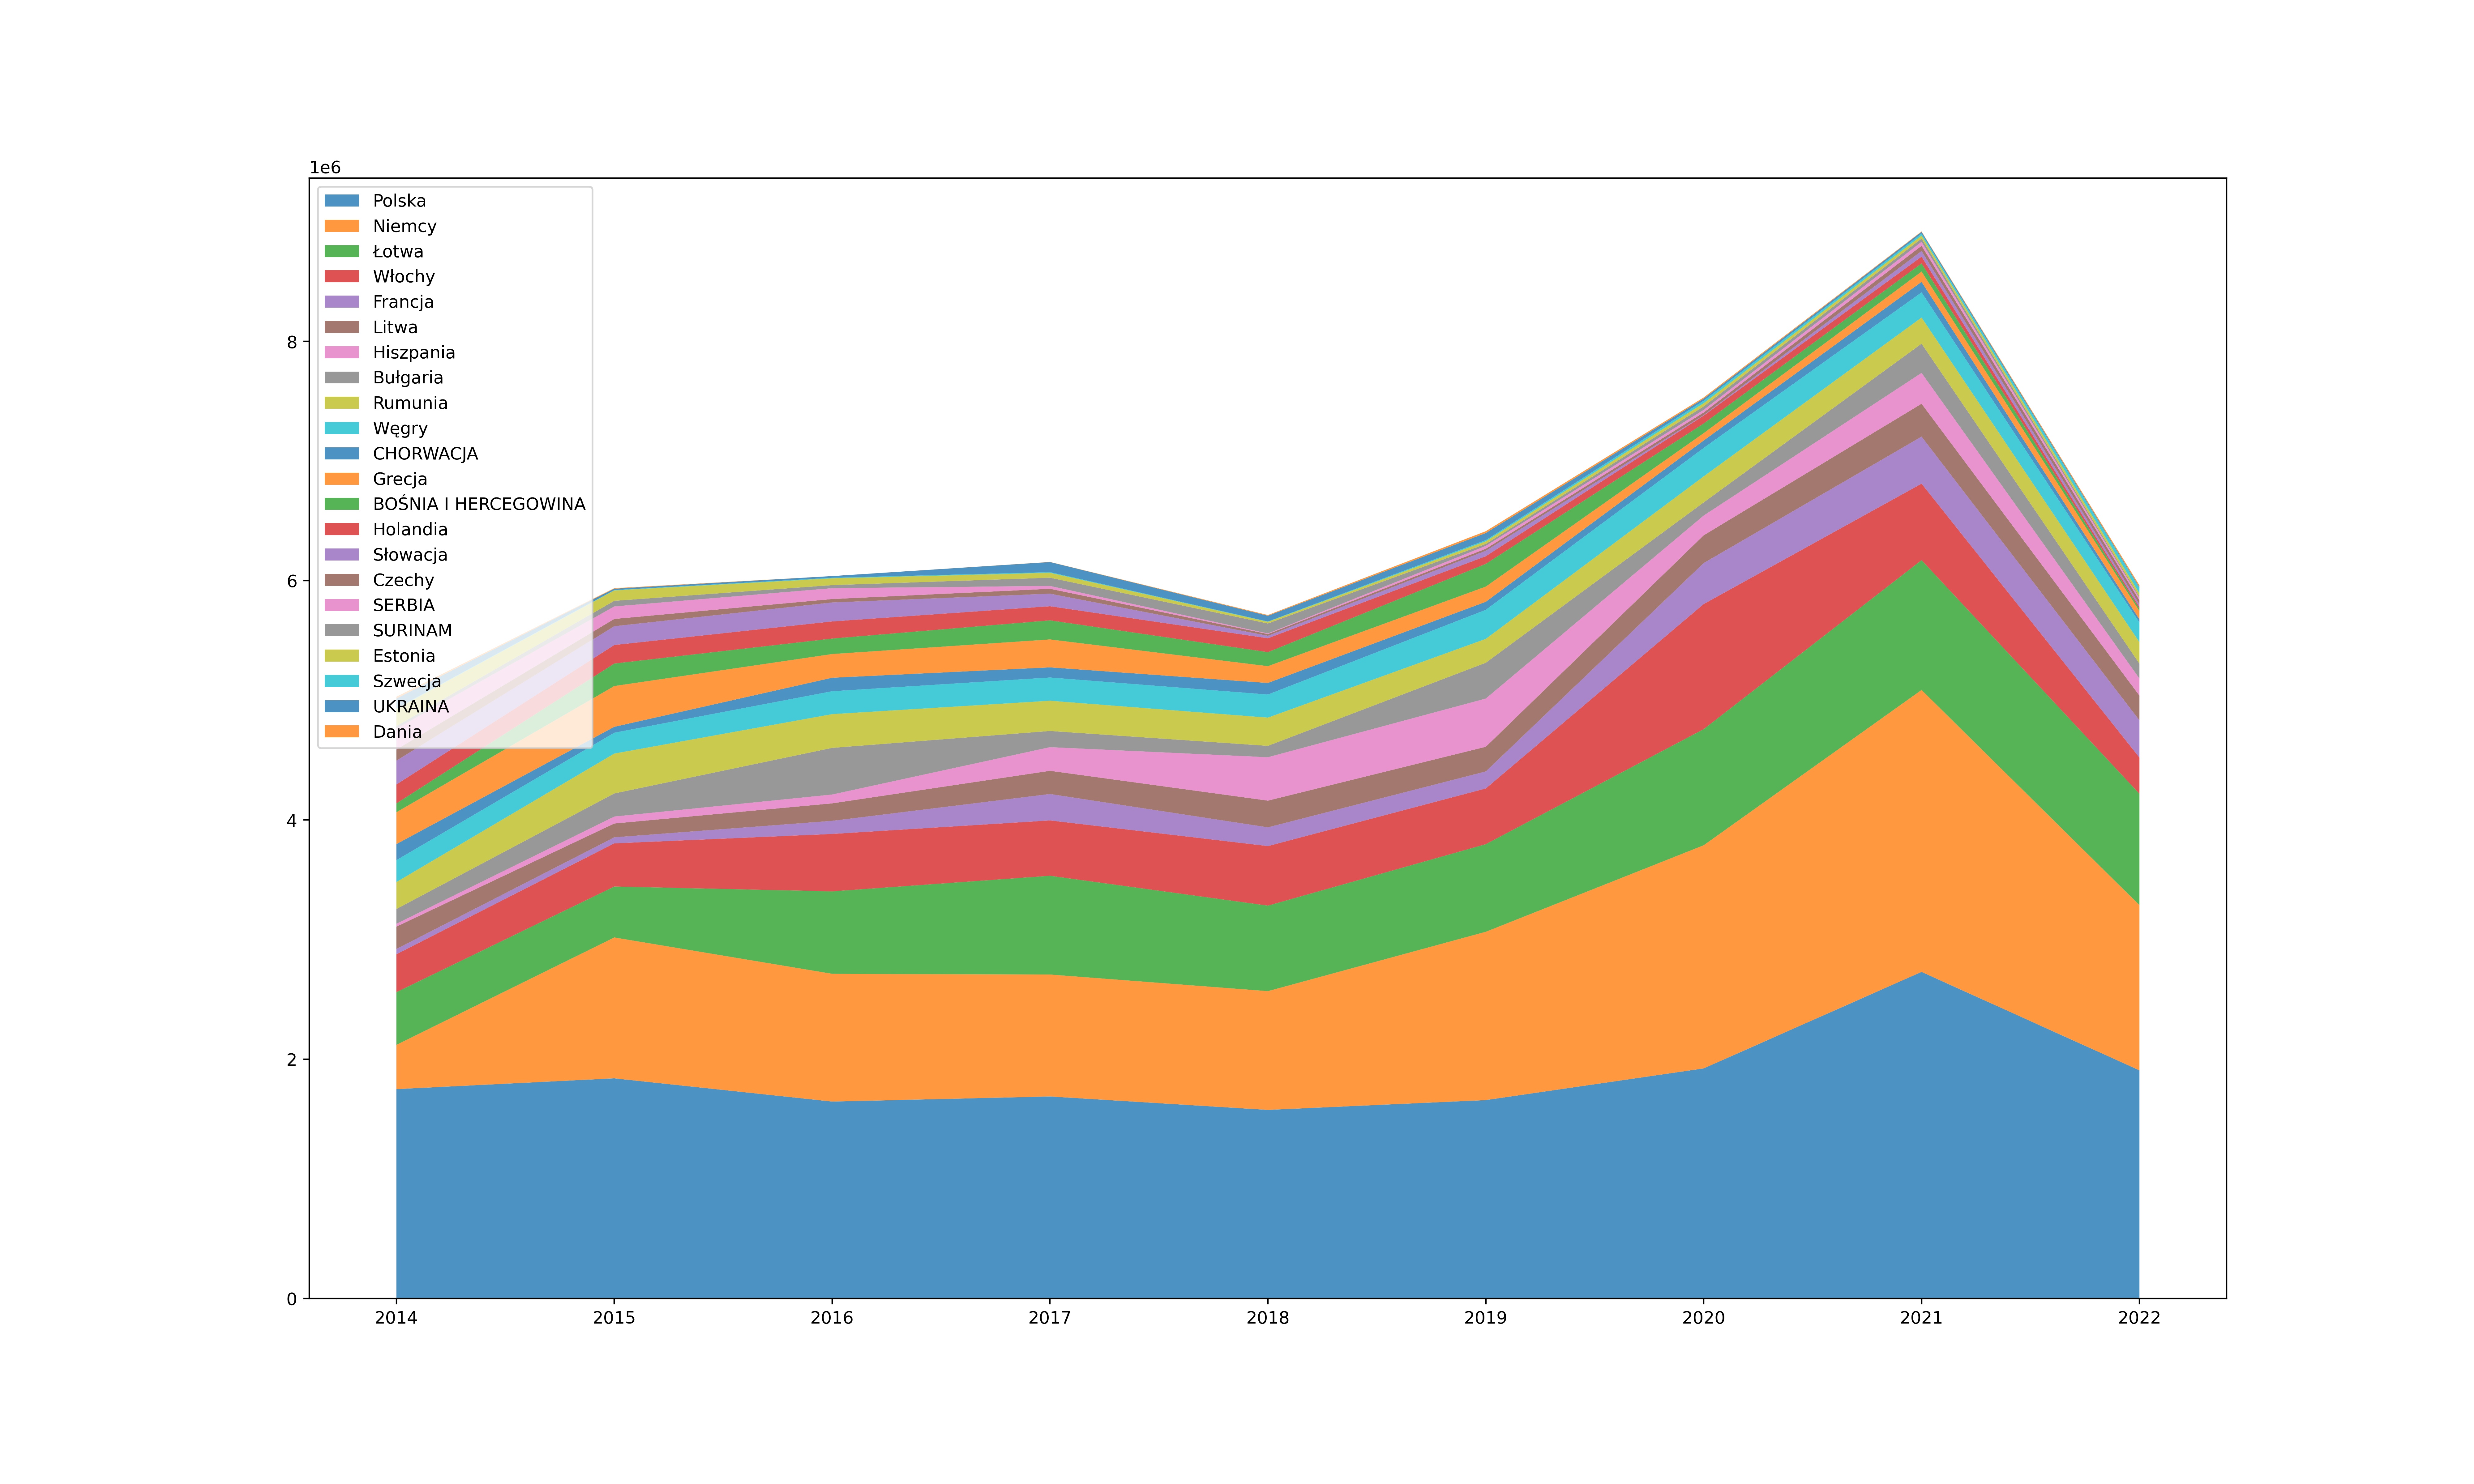 1e6
Polska
Niemcy
Łotwa
Włochy
Francja
Litwa
Hiszpania
Bułgaria
Rumunia
Węgry
CHORWACJA
Grecja
BOŚNIA I HERCEGOWINA
Holandia
Słowacja
Czechy
SERBIA
SURINAM
Estonia
Szwecja
UKRAINA
Dania
8
6
4
2
0
2014 2015 2016 2017 2018 2019 2020 2021 2022